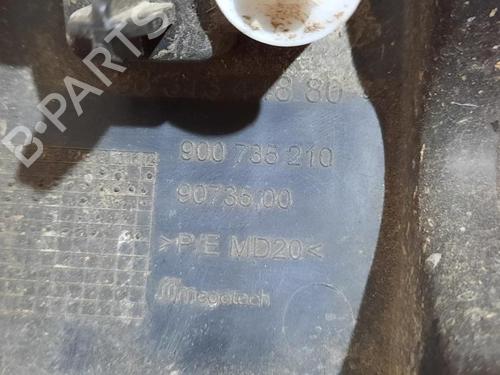 B-PARTS
900 735 210
90735.00
>P/E MD20<
megatech